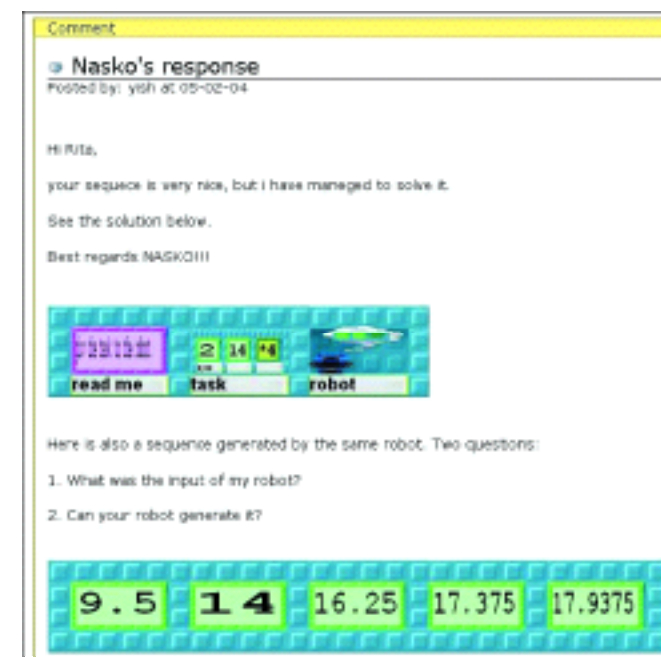 Comment
Nasko's response
Posted by: yish at 05-02-04
Hi Rita,
your sequece is very nice, but i have maneged to solve it.
See the solution below.
Best regards NASKO!!!
2 14 *4
read me task robot
Here is also a sequence generated by the same robot. Two questions:
1. What was the input of my robot?
2. Can your robot generate it?
9.5 14 16.25 17.375 17.9375